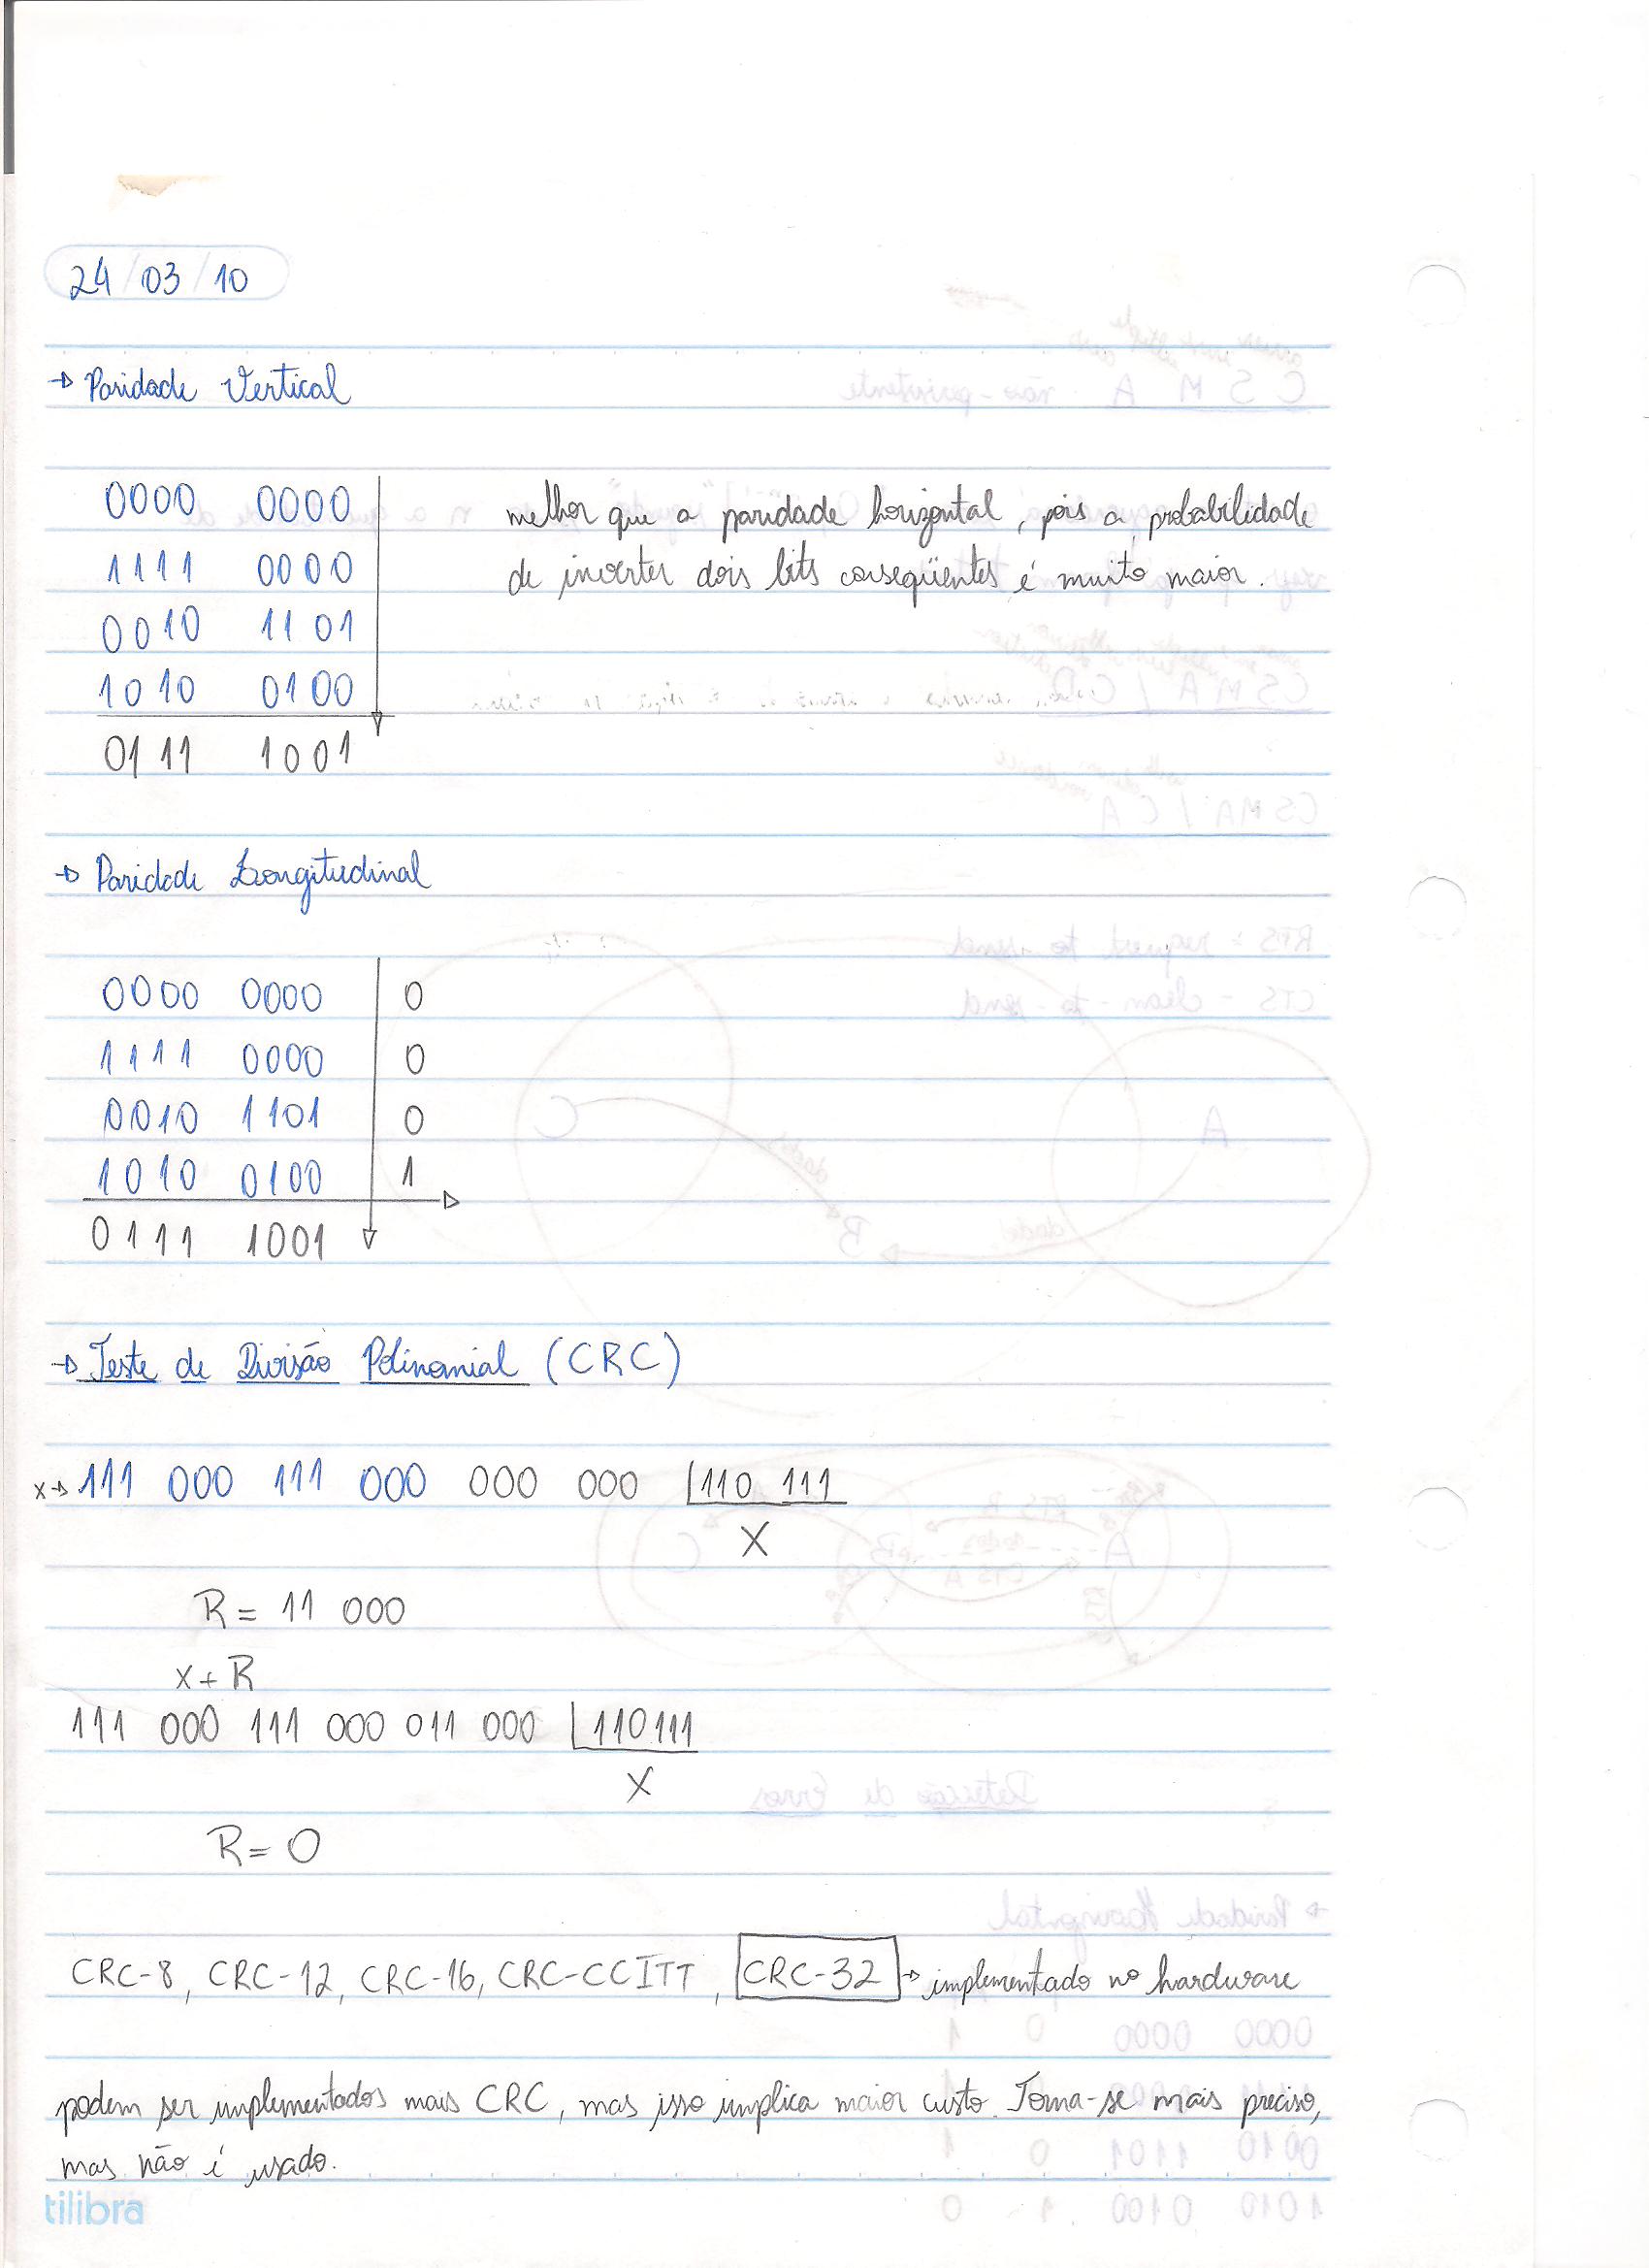 24/03/10
→ Paridade Vertical
0000 0000
1111 0000
0010 1101
1010 0100
0111 1001
melhor que a paridade horizontal, pois a probabilidade
de inverter dois bits conseqüentes é muito maior.
→ Paridade Longitudinal
0000 0000 0
1111 0000 0
0010 1101 0
1010 0100 1
0111 1001
→ Teste de Divisão Polinomial (CRC)
x→ 111 000 111 000 000 000 110 111
X
R = 11 000
x + R
111 000 111 000 011 000 110111
X
R = 0
CRC-8, CRC-12, CRC-16, CRC-CCITT, CRC-32 → implementado no hardware
podem ser implementados mais CRC, mas isso implica maior custo. Torna-se mais preciso,
mas não é usado.
tilibra